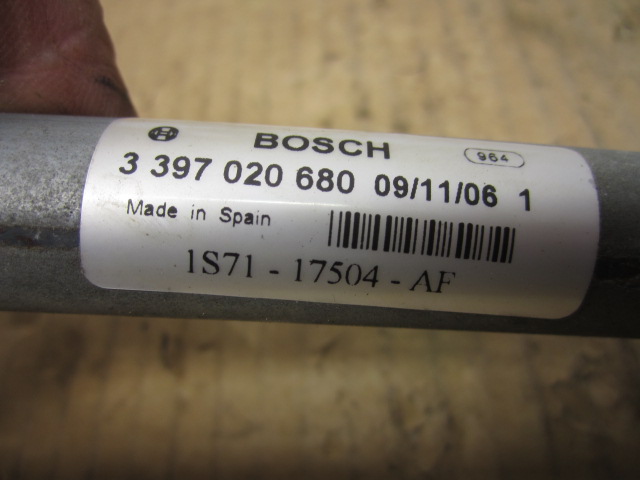 BOSCH
964
3 397 020 680 09/11/06 1
Made in Spain
1S71 - 17504 - AF